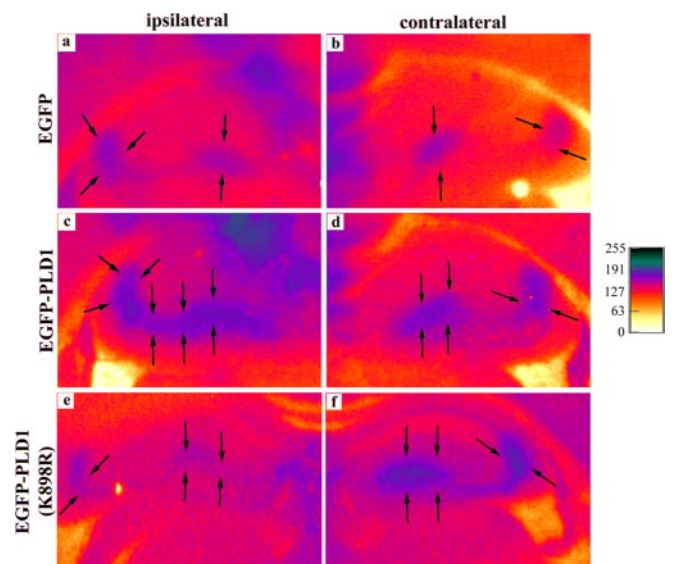 ipsilateral
contralateral
a
b
EGFP
c
d
EGFP-PLD1
255
191
127
63
0
e
f
EGFP-PLD1
(K898R)